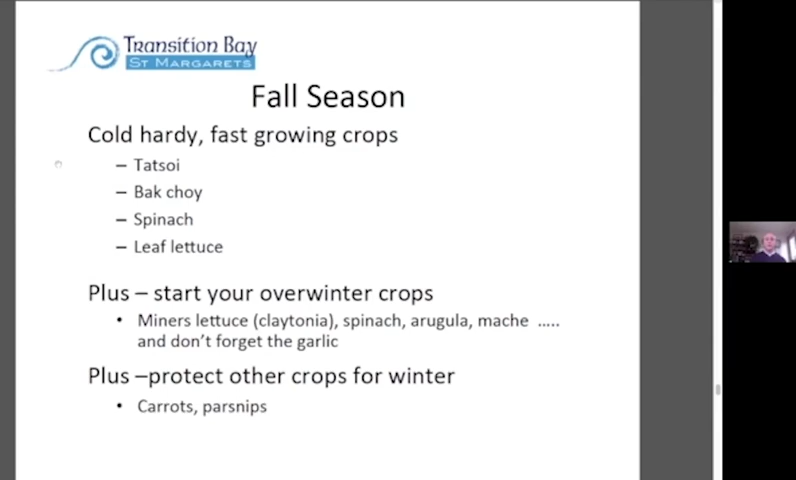 Transition Bay
St Margarets
Fall Season
Cold hardy, fast growing crops
– Tatsoi
– Bak choy
– Spinach
– Leaf lettuce
Plus – start your overwinter crops
• Miners lettuce (claytonia), spinach, arugula, mache .....
and don't forget the garlic
Plus –protect other crops for winter
• Carrots, parsnips